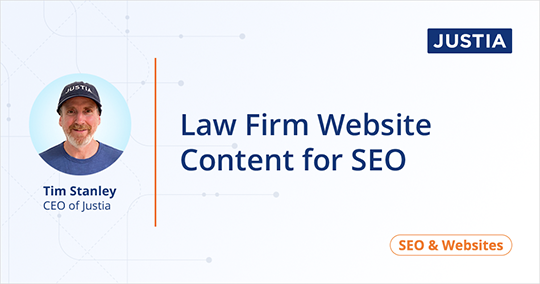 JUSTIA
JUSTIA
Law Firm Website
Content for SEO
Tim Stanley
CEO of Justia
SEO & Websites